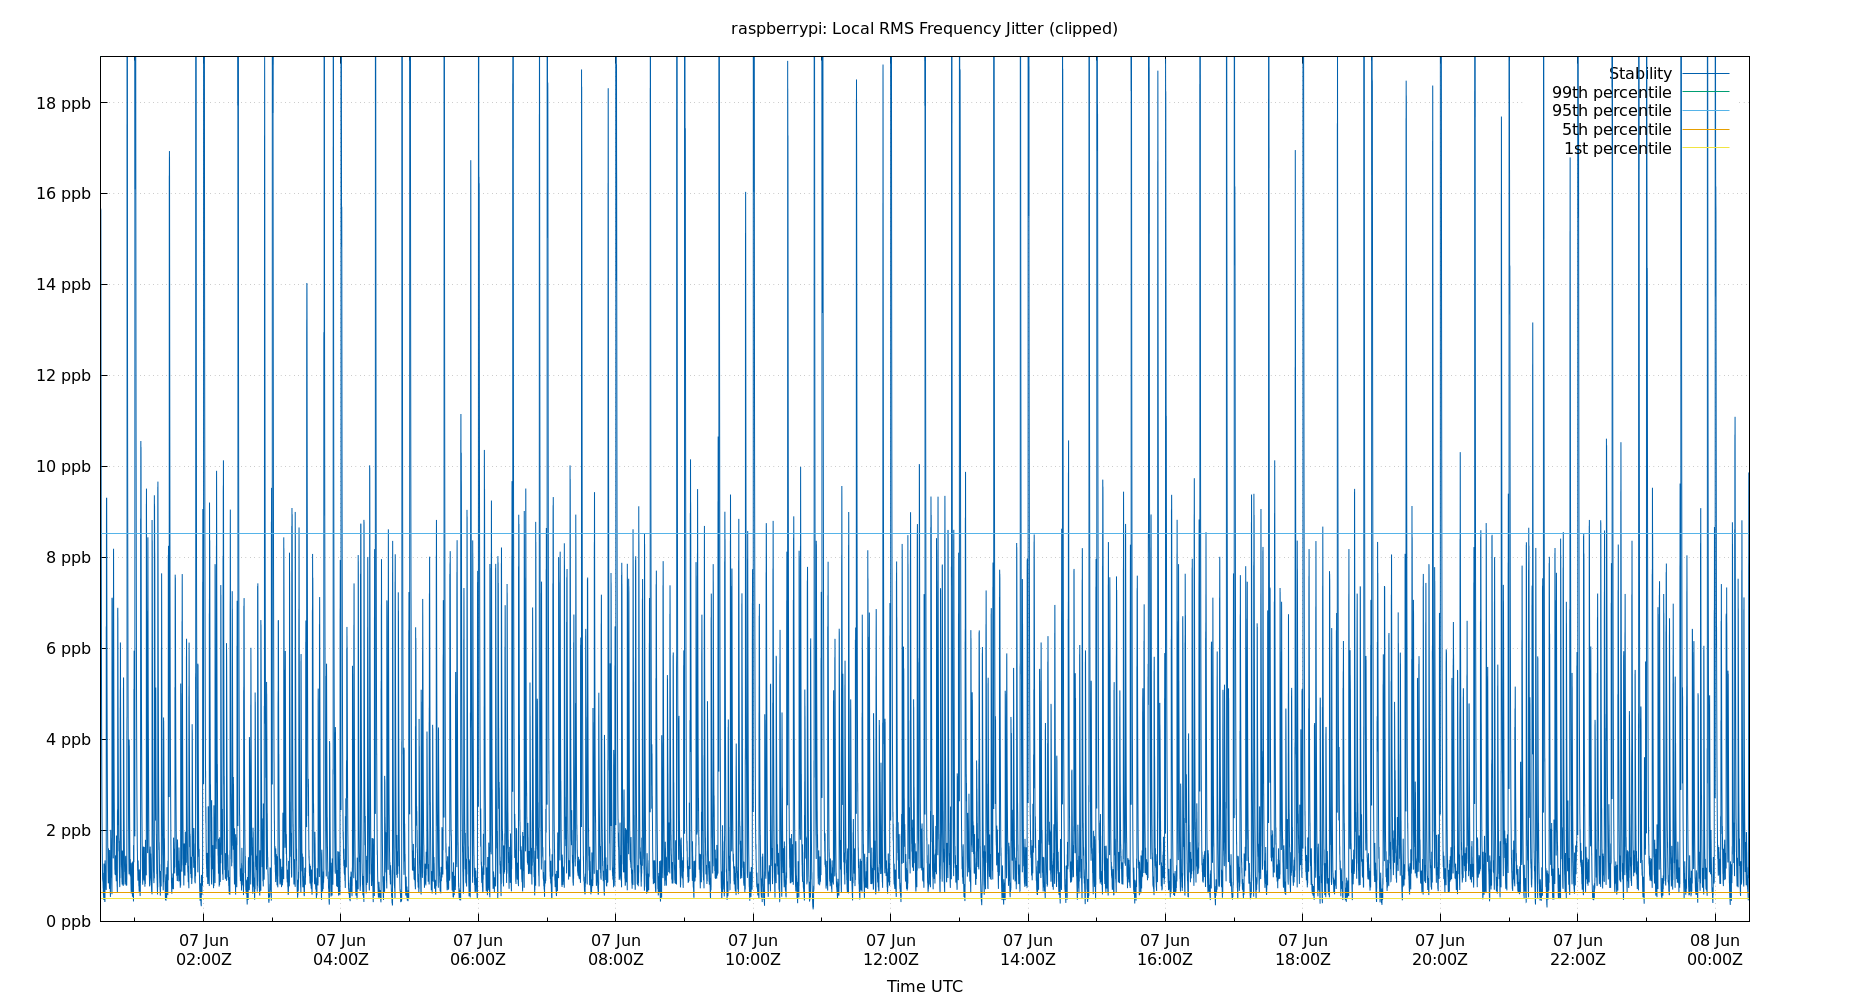 raspberrypi: Local RMS Frequency Jitter (clipped)
Stability
99th percentile
95th percentile
5th percentile
1st percentile
18 ppb
16 ppb
14 ppb
12 ppb
10 ppb
8 ppb
6 ppb
4 ppb
2 ppb
0 ppb
07 Jun 07 Jun 07 Jun 07 Jun 07 Jun 07 Jun 07 Jun 07 Jun 07 Jun 07 Jun 07 Jun 08 Jun
02:00Z 04:00Z 06:00Z 08:00Z 10:00Z 12:00Z 14:00Z 16:00Z 18:00Z 20:00Z 22:00Z 00:00Z
Time UTC